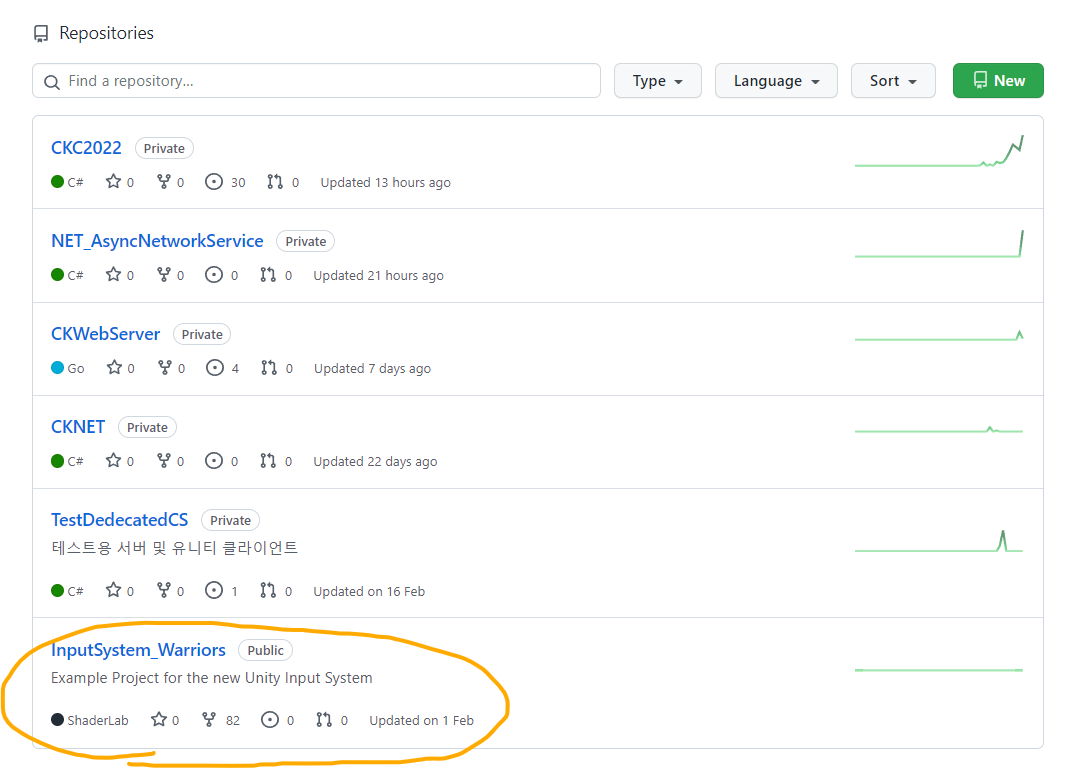 Repositories
Find a repository...
Type
Language
Sort
New
CKC2022 Private
C# 0 0 30 0 Updated 13 hours ago
NET_AsyncNetworkService Private
C# 0 0 0 0 Updated 21 hours ago
CKWebServer Private
Go 0 0 4 0 Updated 7 days ago
CKNET Private
C# 0 0 0 0 Updated 22 days ago
TestDedecatedCS Private
테스트용 서버 및 유니티 클라이언트
C# 0 0 1 0 Updated on 16 Feb
InputSystem_Warriors Public
Example Project for the new Unity Input System
ShaderLab 0 82 0 0 Updated on 1 Feb